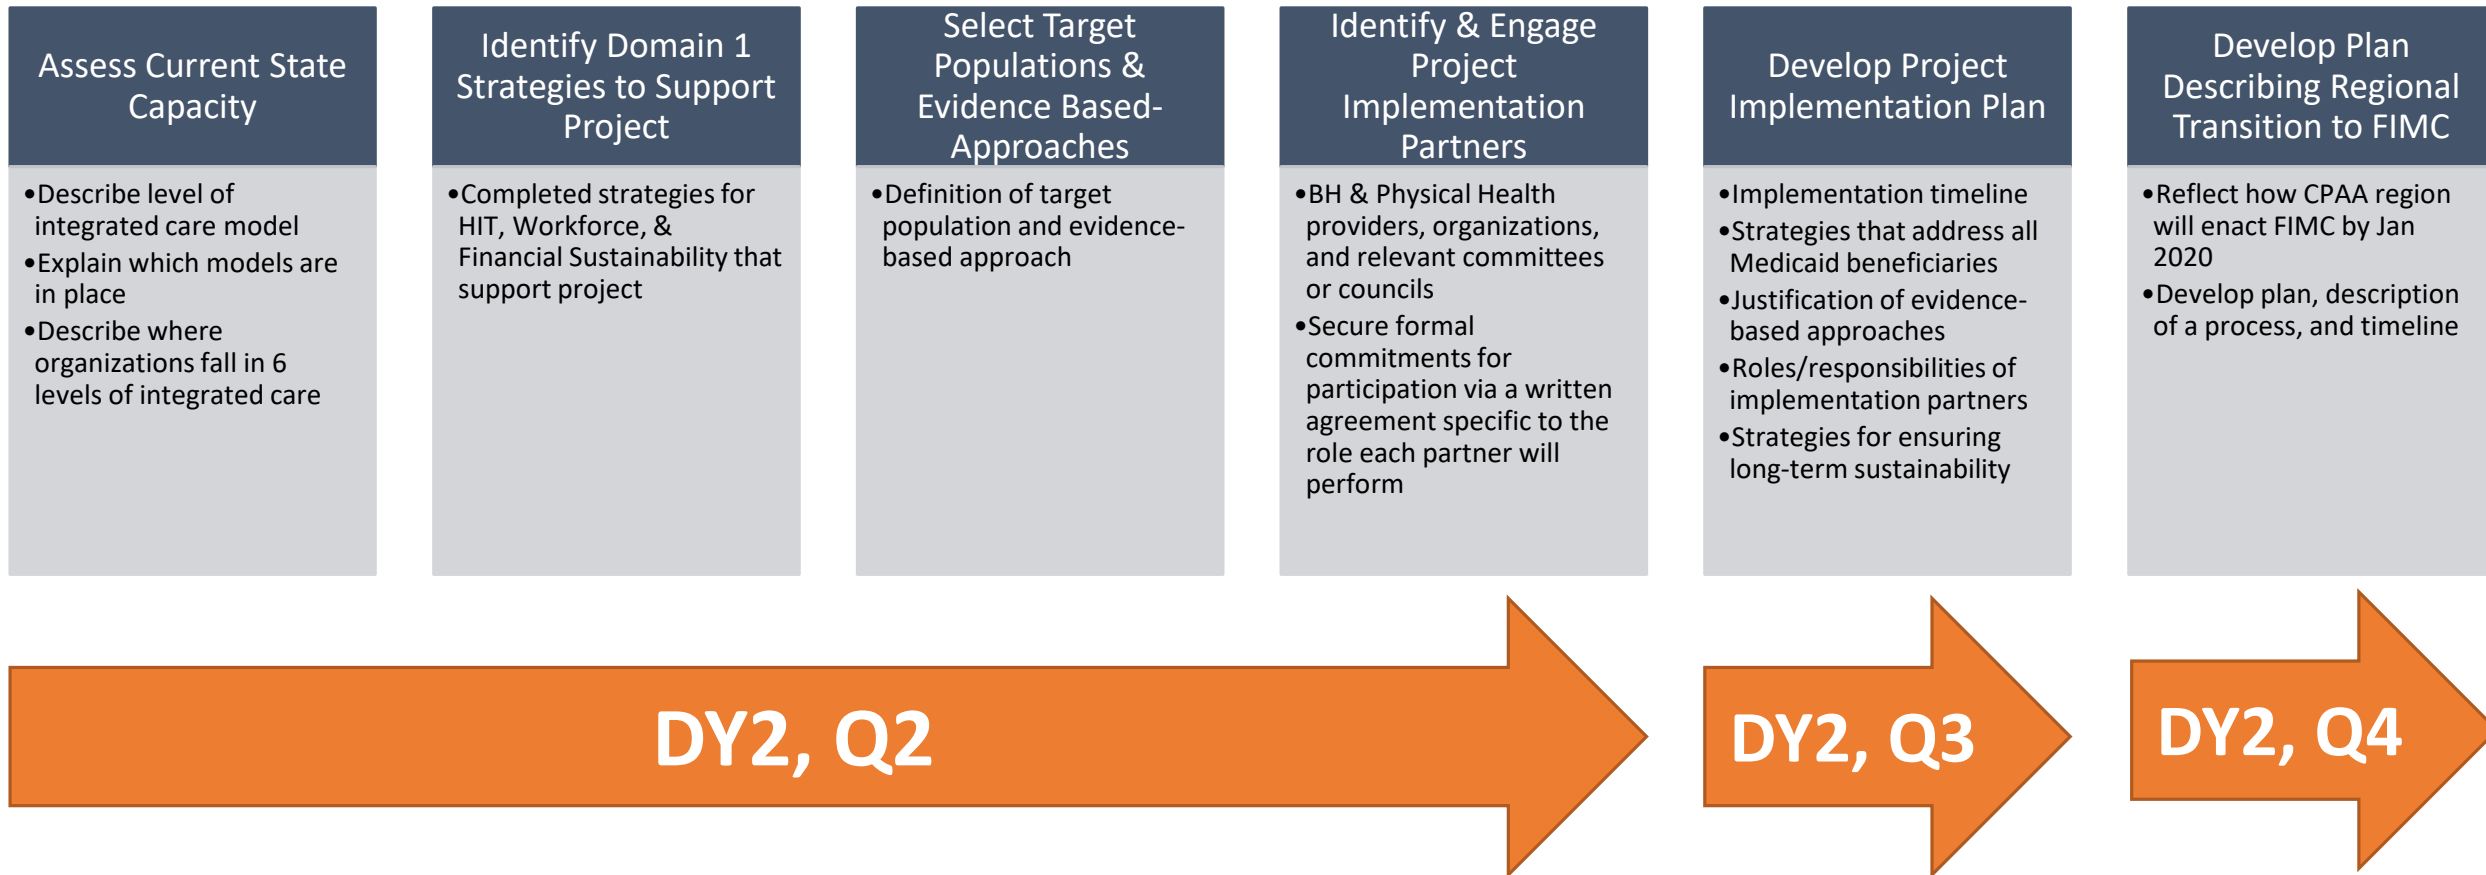 Assess Current State
Capacity
•Describe level of
integrated care model
•Explain which models are
in place
•Describe where
organizations fall in 6
levels of integrated care
Identify Domain 1
Strategies to Support
Project
•Completed strategies for
HIT, Workforce, &
Financial Sustainability that
support project
Select Target
Populations &
Evidence Based-
Approaches
•Definition of target
population and evidence-
based approach
Identify & Engage
Project
Implementation
Partners
•BH & Physical Health
providers, organizations,
and relevant committees
or councils
•Secure formal
commitments for
participation via a written
agreement specific to the
role each partner will
perform
Develop Project
Implementation Plan
•Implementation timeline
•Strategies that address all
Medicaid beneficiaries
•Justification of evidence-
based approaches
•Roles/responsibilities of
implementation partners
•Strategies for ensuring
long-term sustainability
Develop Plan
Describing Regional
Transition to FIMC
•Reflect how CPAA region
will enact FIMC by Jan
2020
•Develop plan, description
of a process, and timeline
DY2, Q2
DY2, Q3
DY2, Q4